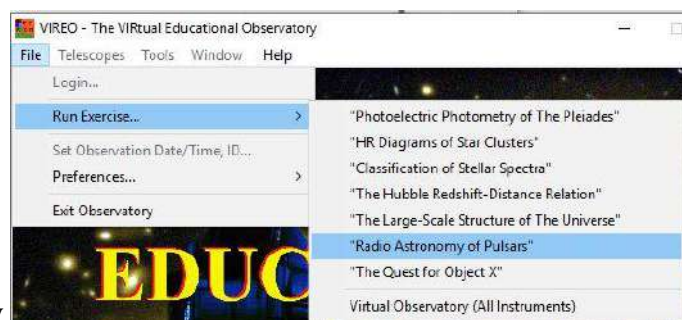 VIREO - The VIRtual Educational Observatory
File Telescopes Tools Window Help
Login...
Run Exercise... >
Set Observation Date/Time, ID...
Preferences... >
Exit Observatory
"Photoelectric Photometry of The Pleiades"
"HR Diagrams of Star Clusters"
"Classification of Stellar Spectra"
"The Hubble Redshift-Distance Relation"
"The Large-Scale Structure of The Universe"
"Radio Astronomy of Pulsars"
"The Quest for Object X"
Virtual Observatory (All Instruments)
EDUC